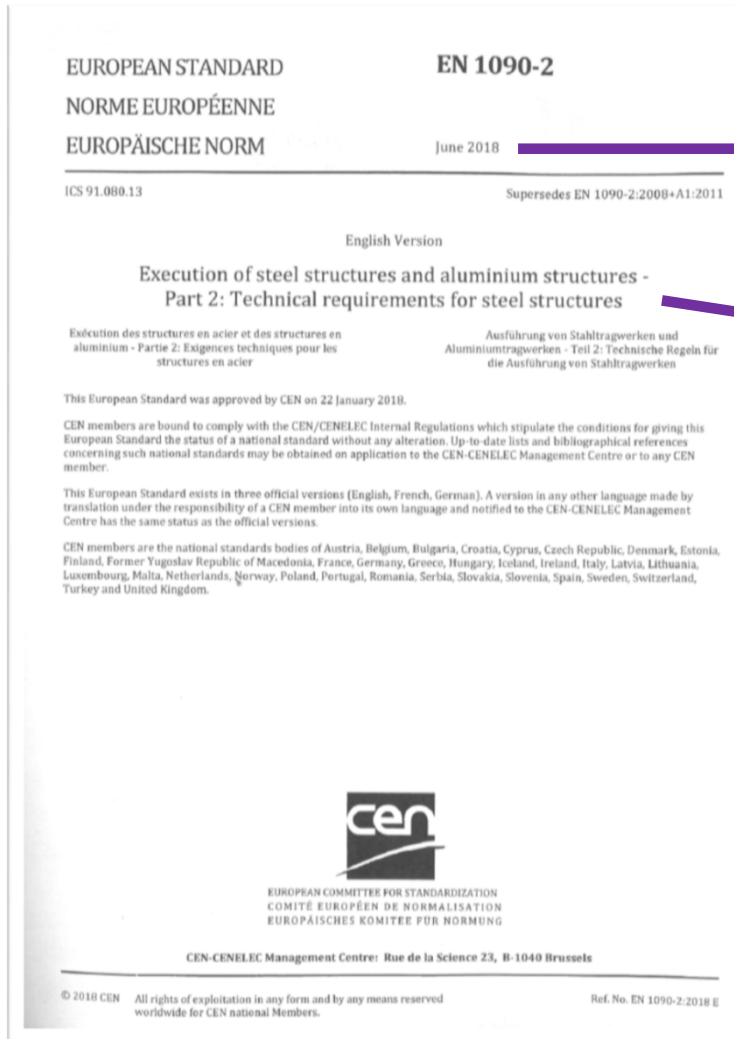 EUROPEAN STANDARD
NORME EUROPÉENNE
EUROPÄISCHE NORM
EN 1090-2
June 2018
ICS 91.080.13
Supersedes EN 1090-2:2008+A1:2011
English Version
Execution of steel structures and aluminium structures -
Part 2: Technical requirements for steel structures
Exécution des structures en acier et des structures en
aluminium - Partie 2: Exigences techniques pour les
structures en acier
Ausführung von Stahltragwerken und
Aluminiumtragwerken - Teil 2: Technische Regeln für
die Ausführung von Stahltragwerken
This European Standard was approved by CEN on 22 January 2018.
CEN members are bound to comply with the CEN/CENELEC Internal Regulations which stipulate the conditions for giving this
European Standard the status of a national standard without any alteration. Up-to-date lists and bibliographical references
concerning such national standards may be obtained on application to the CEN-CENELEC Management Centre or to any CEN
member.
This European Standard exists in three official versions (English, French, German). A version in any other language made by
translation under the responsibility of a CEN member into its own language and notified to the CEN-CENELEC Management
Centre has the same status as the official versions.
CEN members are the national standards bodies of Austria, Belgium, Bulgaria, Croatia, Cyprus, Czech Republic, Denmark, Estonia,
Finland, Former Yugoslav Republic of Macedonia, France, Germany, Greece, Hungary, Iceland, Ireland, Italy, Latvia, Lithuania,
Luxembourg, Malta, Netherlands, Norway, Poland, Portugal, Romania, Serbia, Slovakia, Slovenia, Spain, Sweden, Switzerland,
Turkey and United Kingdom.
cen
EUROPEAN COMMITTEE FOR STANDARDIZATION
COMITÉ EUROPÉEN DE NORMALISATION
EUROPÄISCHES KOMITEE FÜR NORMUNG
CEN-CENELEC Management Centre: Rue de la Science 23, B-1040 Brussels
© 2018 CEN
All rights of exploitation in any form and by any means reserved
worldwide for CEN national Members.
Ref. No. EN 1090-2:2018 E